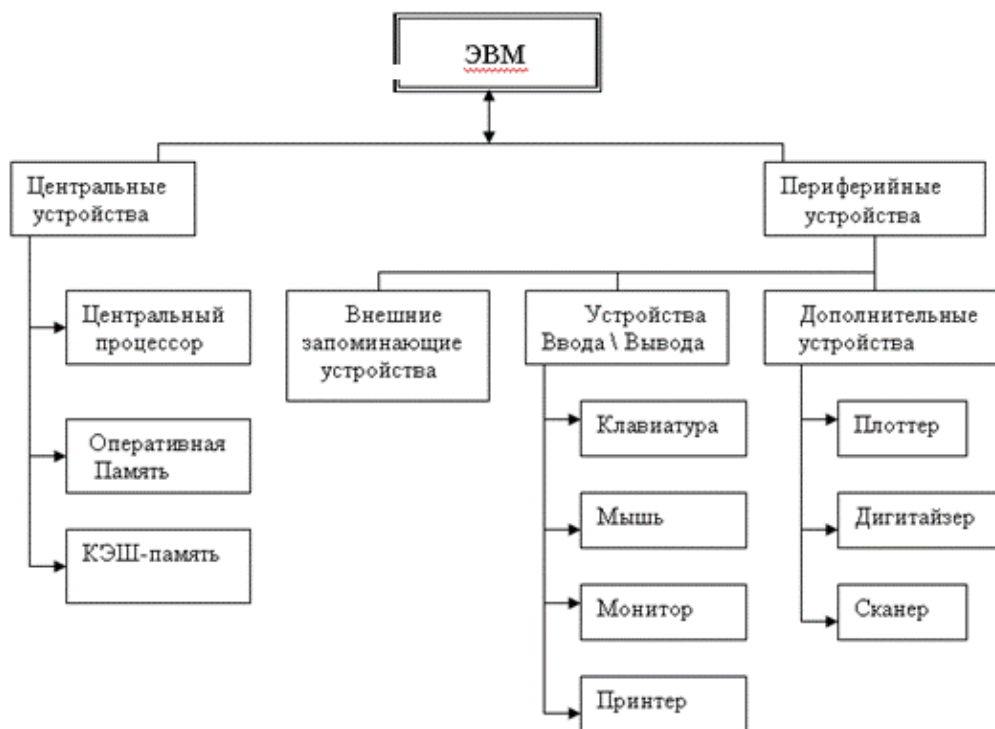 ЭВМ
Центральные
устройства
Периферийные
устройства
Центральный
процессор
Оперативная
Память
КЭШ-память
Внешние
запоминающие
устройства
Устройства
Ввода \ Вывода
Клавиатура
Мышь
Монитор
Принтер
Дополнительные
устройства
Плоттер
Дигитайзер
Сканер